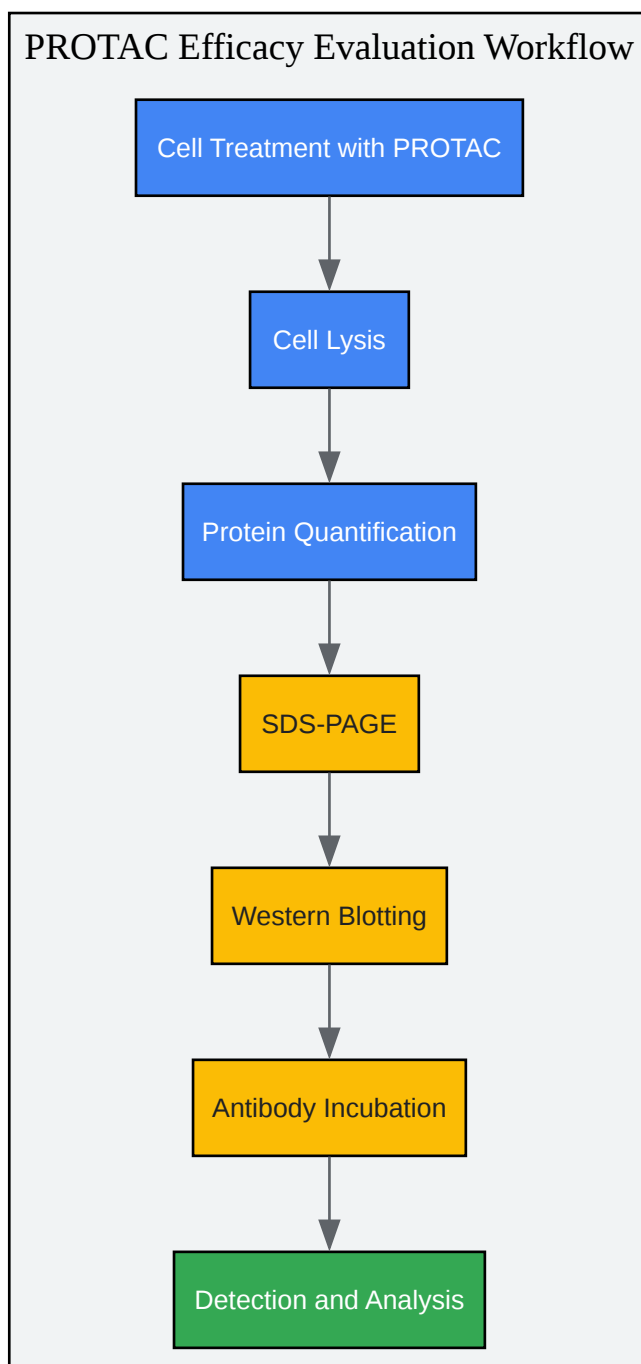 PROTAC Efficacy Evaluation Workflow
Cell Treatment with PROTAC
Cell Lysis
Protein Quantification
SDS-PAGE
Western Blotting
Antibody Incubation
Detection and Analysis